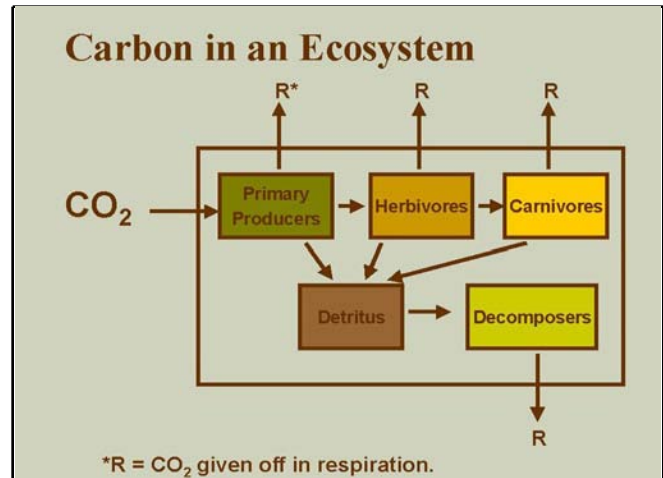 Carbon in an Ecosystem
R*
R
R
CO₂
Primary
Producers
Herbivores
Carnivores
Detritus
Decomposers
R
*R = CO₂ given off in respiration.